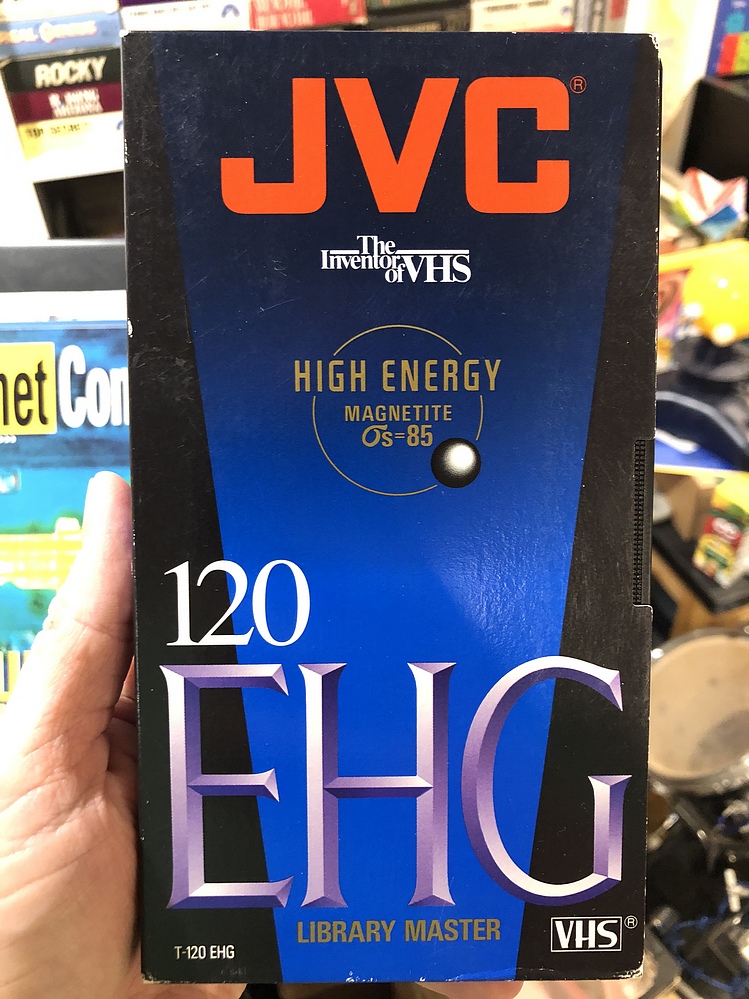 JVC®
The
Inventor
of VHS
HIGH ENERGY
MAGNETITE
σs=85
120
EHG
LIBRARY MASTER
T-120 EHG
VHS®
ROCKY
net Con